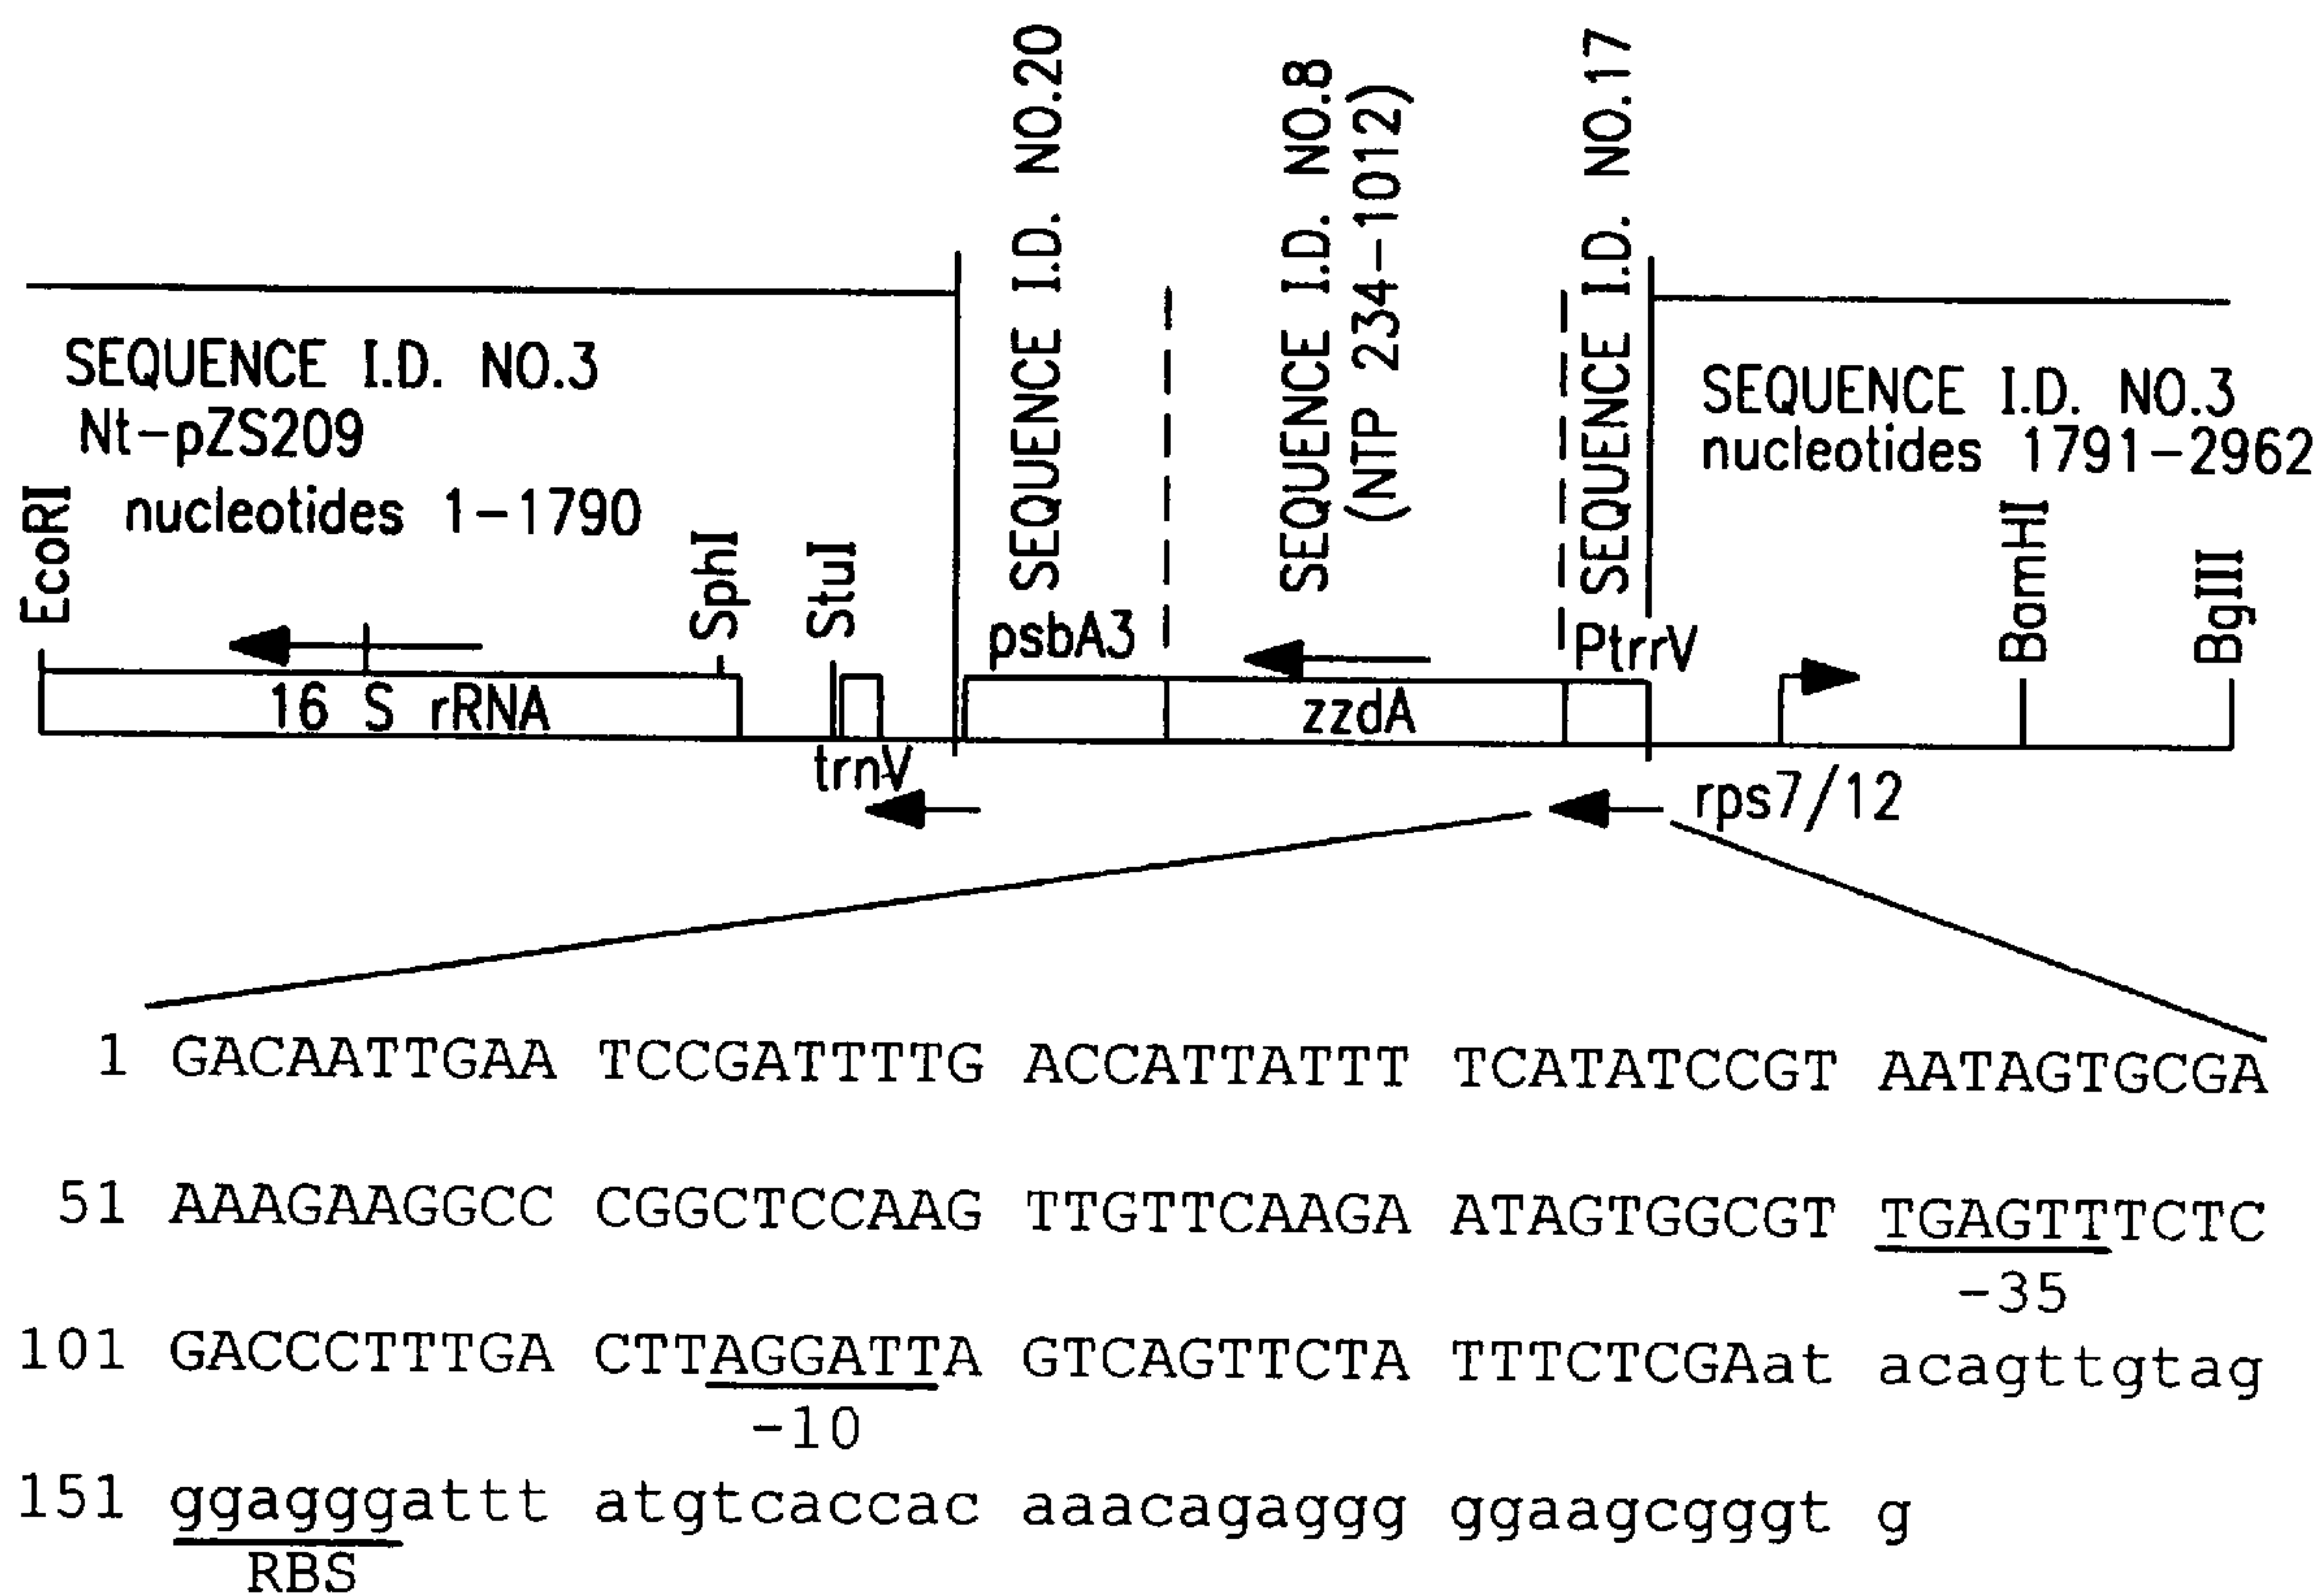 SEQUENCE I.D. NO.20
SEQUENCE I.D. NO.8
(NTP 234-1012)
SEQUENCE I.D. NO.17
SEQUENCE I.D. NO.3
Nt-pZS209
nucleotides 1-1790
SEQUENCE I.D. NO.3
nucleotides 1791-2962
EcoRI
SphI
StuI
psbA3
PtrrV
BamHI
BglII
16 S rRNA
zzdA
trnV
rps7/12
1 GACAATTGAA TCCGATTTTG ACCATTATTT TCATATCCGT AATAGTGCGA
51 AAAGAAGGCC CGGCTCCAAG TTGTTCAAGA ATAGTGGCGT TGAGTTTCTC
-35
101 GACCCTTTGA CTTAGGATTA GTCAGTTCTA TTTCTCGAat acagttgtag
-10
151 ggagggattt atgtcaccac aaacagaggg ggaagcgggt g
RBS